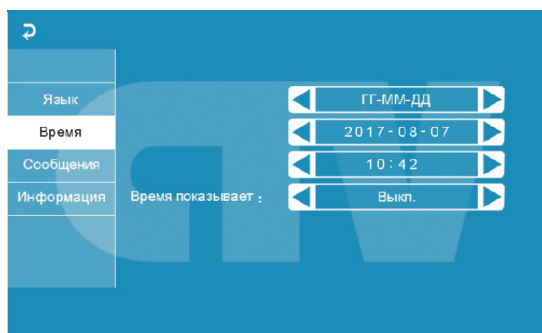 Язык
Время
Сообщения
Информация
ГГ-ММ-ДД
2017-08-07
10:42
Время показывает :
Выкл.